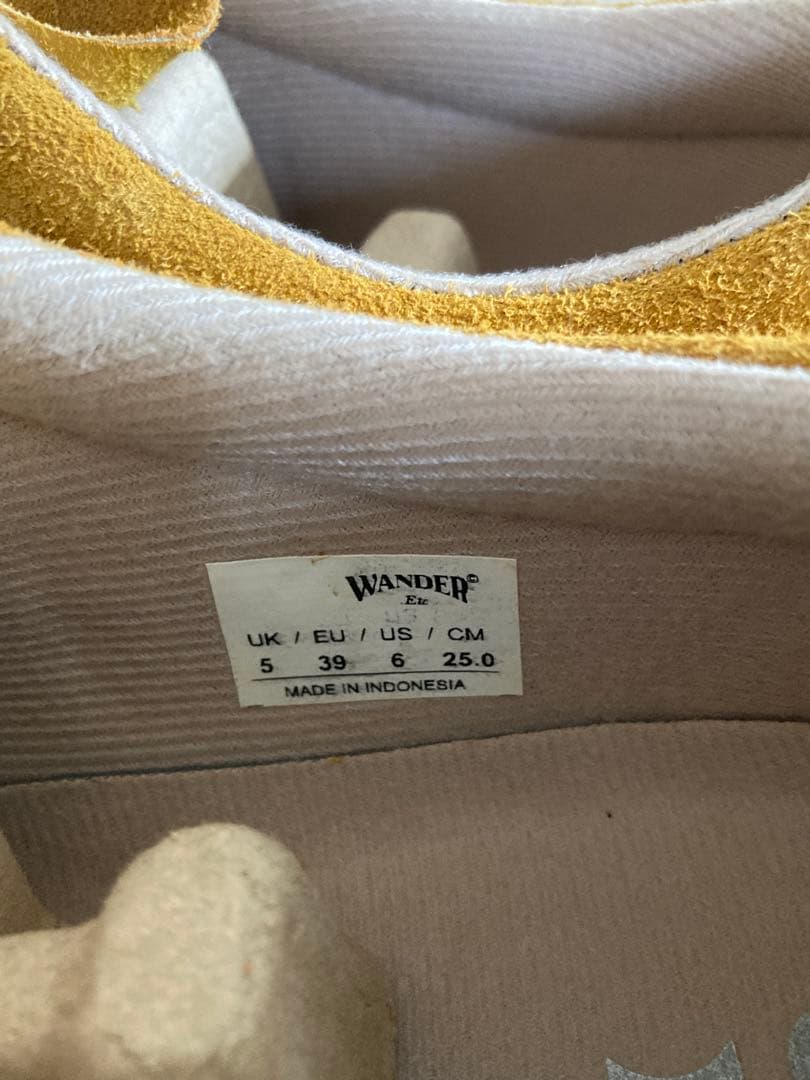 WANDER©
Etc
UK / EU / US / CM
5 39 6 25.0
MADE IN INDONESIA